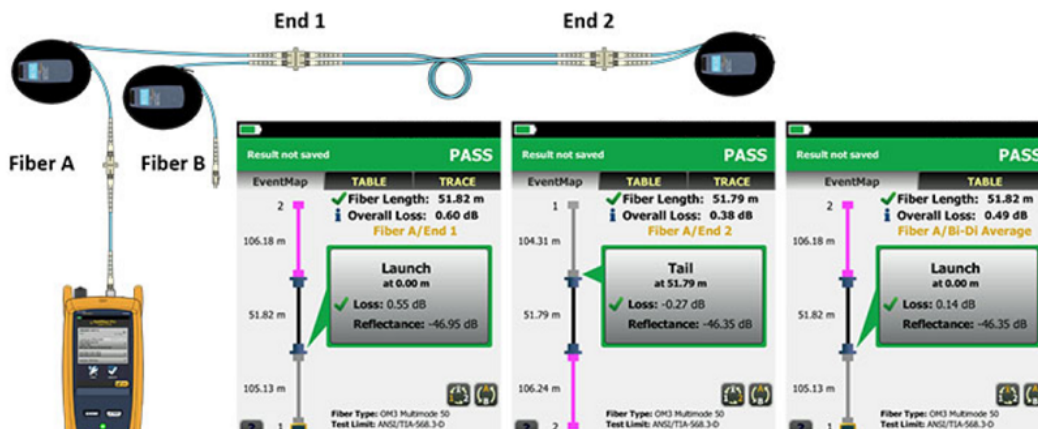 End 1
End 2
Fiber A
Fiber B
Result not saved
PASS
EventMap
TABLE
TRACE
Fiber Length: 51.82 m
Overall Loss: 0.60 dB
Fiber A/End 1
2
106.18 m
Launch
at 0.00 m
Loss: 0.55 dB
Reflectance: -46.95 dB
51.82 m
105.13 m
1
Fiber Type: OM3 Multimode 50
Test Limit: ANSI/TIA-568.3-D
Result not saved
PASS
EventMap
TABLE
TRACE
Fiber Length: 51.79 m
Overall Loss: 0.38 dB
Fiber A/End 2
1
104.31 m
Tail
at 51.79 m
Loss: -0.27 dB
Reflectance: -46.35 dB
51.79 m
106.24 m
2
Fiber Type: OM3 Multimode 50
Test Limit: ANSI/TIA-568.3-D
Result not saved
PASS
EventMap
TABLE
Fiber Length: 51.82 m
Overall Loss: 0.49 dB
Fiber A/Bi-Di Average
2
106.18 m
Launch
at 0.00 m
Loss: 0.14 dB
Reflectance: -46.35 dB
51.82 m
105.13 m
1
Fiber Type: OM3 Multimode 50
Test Limit: ANSI/TIA-568.3-D